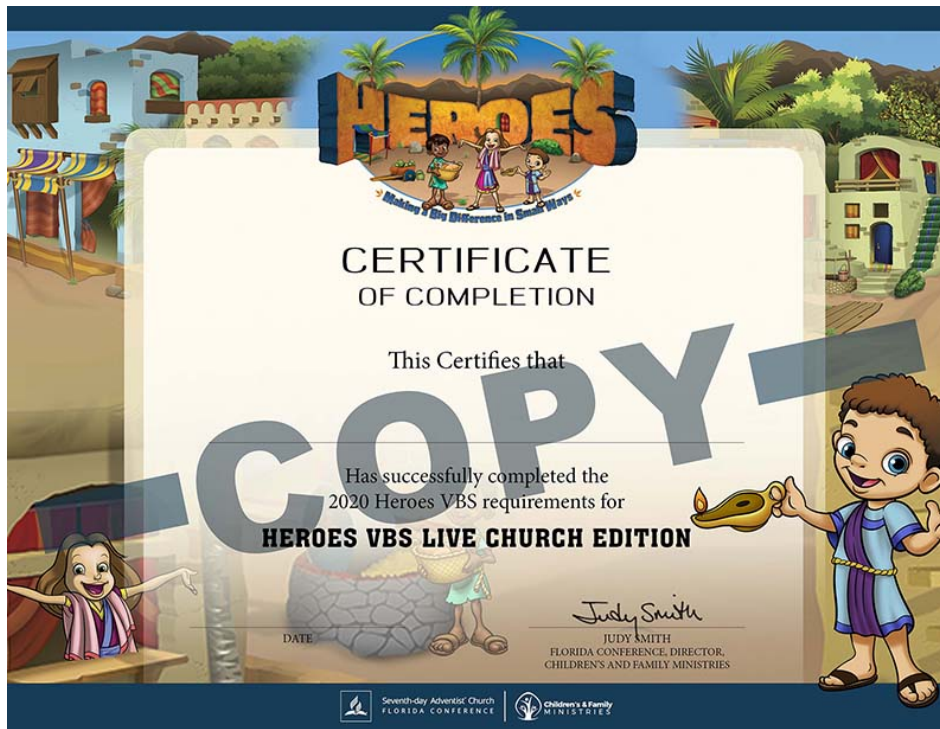 HEROES
Making a Big Difference in Small Ways
CERTIFICATE
OF COMPLETION
This Certifies that
-COPY-
Has successfully completed the
2020 Heroes VBS requirements for
HEROES VBS LIVE CHURCH EDITION
Judy Smith
DATE
JUDY SMITH
FLORIDA CONFERENCE, DIRECTOR,
CHILDREN'S AND FAMILY MINISTRIES
Seventh-day Adventist® Church
FLORIDA CONFERENCE
Children's & Family
MINISTRIES